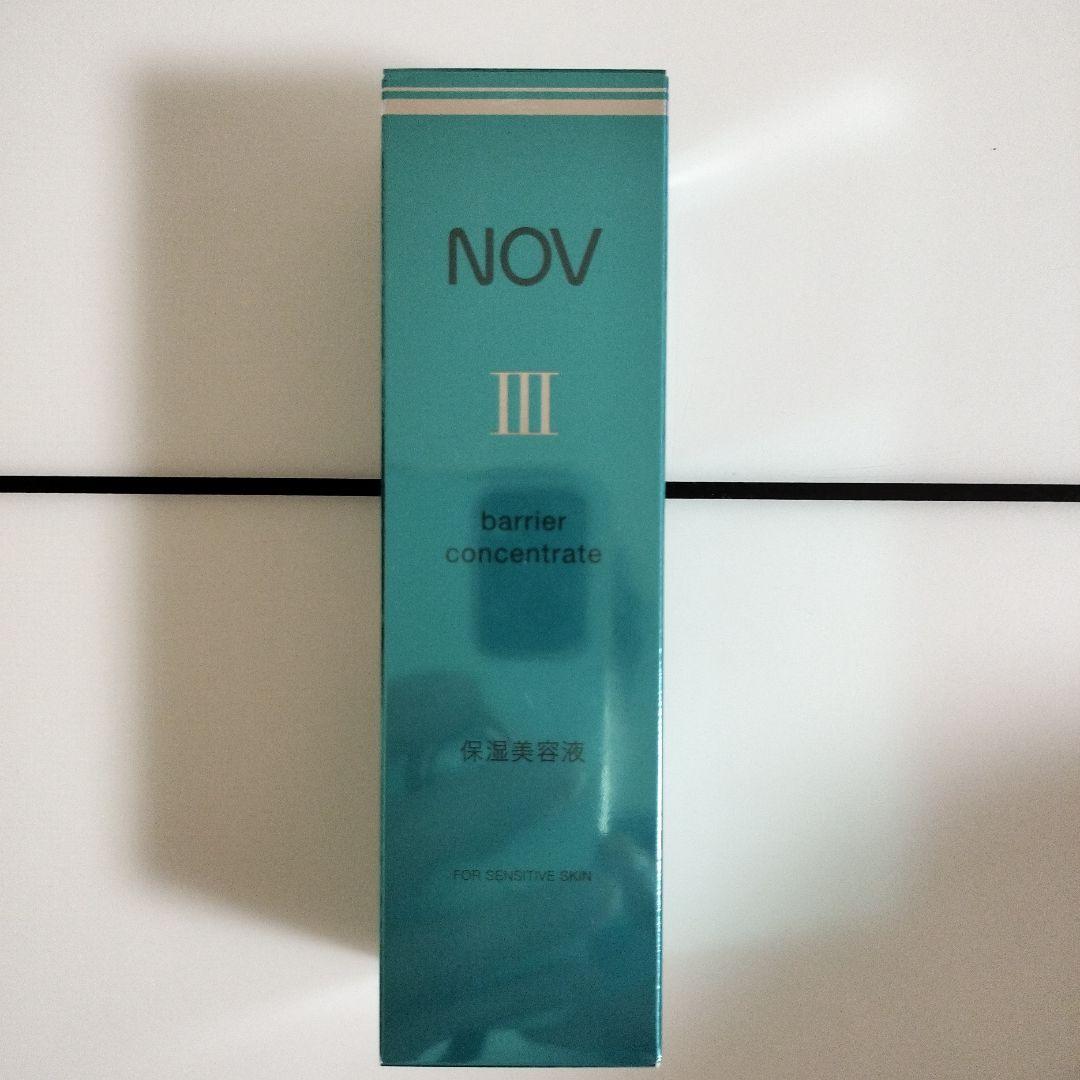 NOV
III
barrier
concentrate
保湿美容液
FOR SENSITIVE SKIN